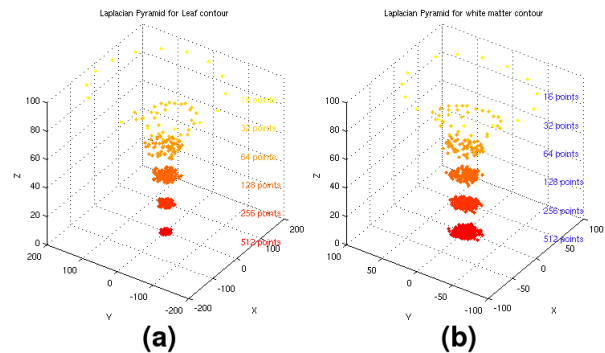 Laplacian Pyramid for Leaf contour
Laplacian Pyramid for white matter contour
100
80
60
40
20
0
Z
200
100
0
-100
-200
Y
200
100
0
-100
-200
X
16 points
32 points
64 points
128 points
256 points
512 points
(a)
100
80
60
40
20
0
Z
100
50
0
-50
-100
Y
100
50
0
-50
-100
X
16 points
32 points
64 points
128 points
256 points
512 points
(b)